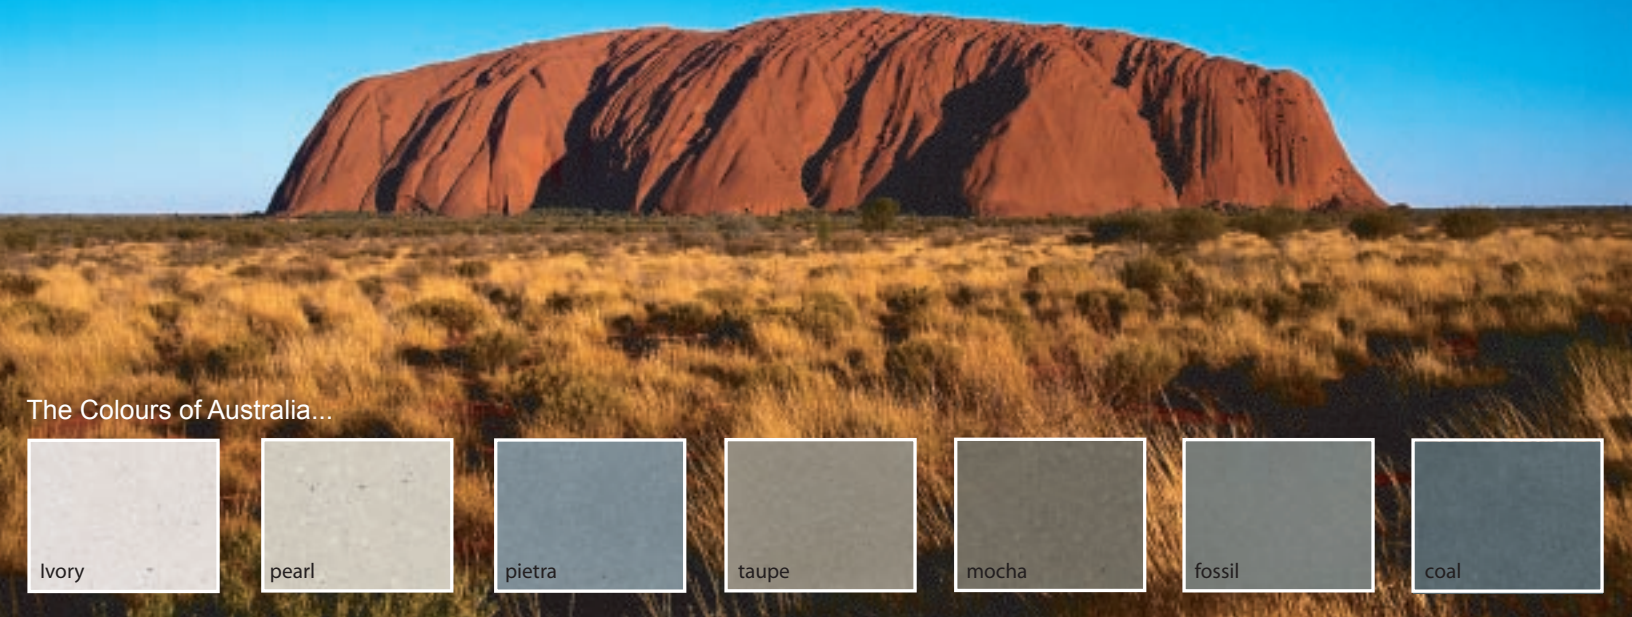 The Colours of Australia...
Ivory
pearl
pietra
taupe
mocha
fossil
coal